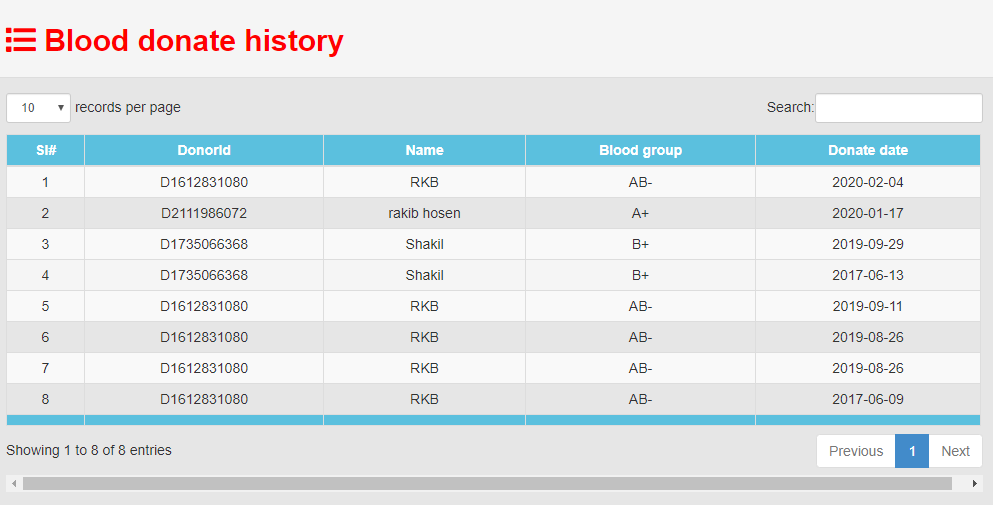 Blood donate history
10 records per page Search:
Sl# DonorId Name Blood group Donate date
1 D1612831080 RKB AB- 2020-02-04
2 D2111986072 rakib hosen A+ 2020-01-17
3 D1735066368 Shakil B+ 2019-09-29
4 D1735066368 Shakil B+ 2017-06-13
5 D1612831080 RKB AB- 2019-09-11
6 D1612831080 RKB AB- 2019-08-26
7 D1612831080 RKB AB- 2019-08-26
8 D1612831080 RKB AB- 2017-06-09
Showing 1 to 8 of 8 entries Previous 1 Next